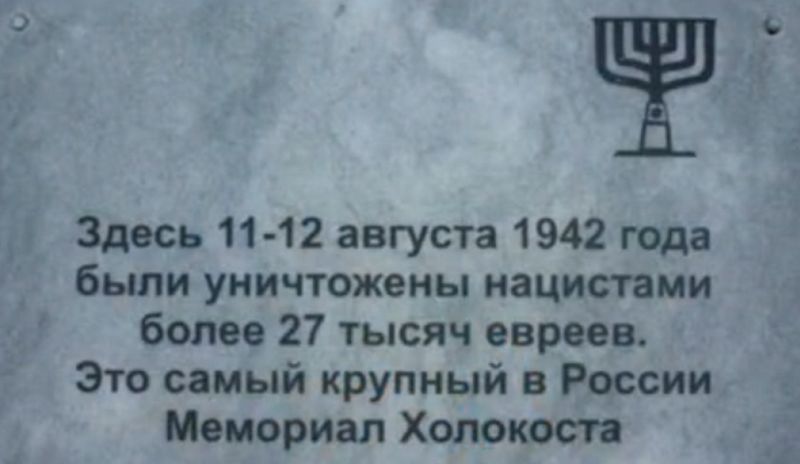 Здесь 11-12 августа 1942 года
были уничтожены нацистами
более 27 тысяч евреев.
Это самый крупный в России
Мемориал Холокоста